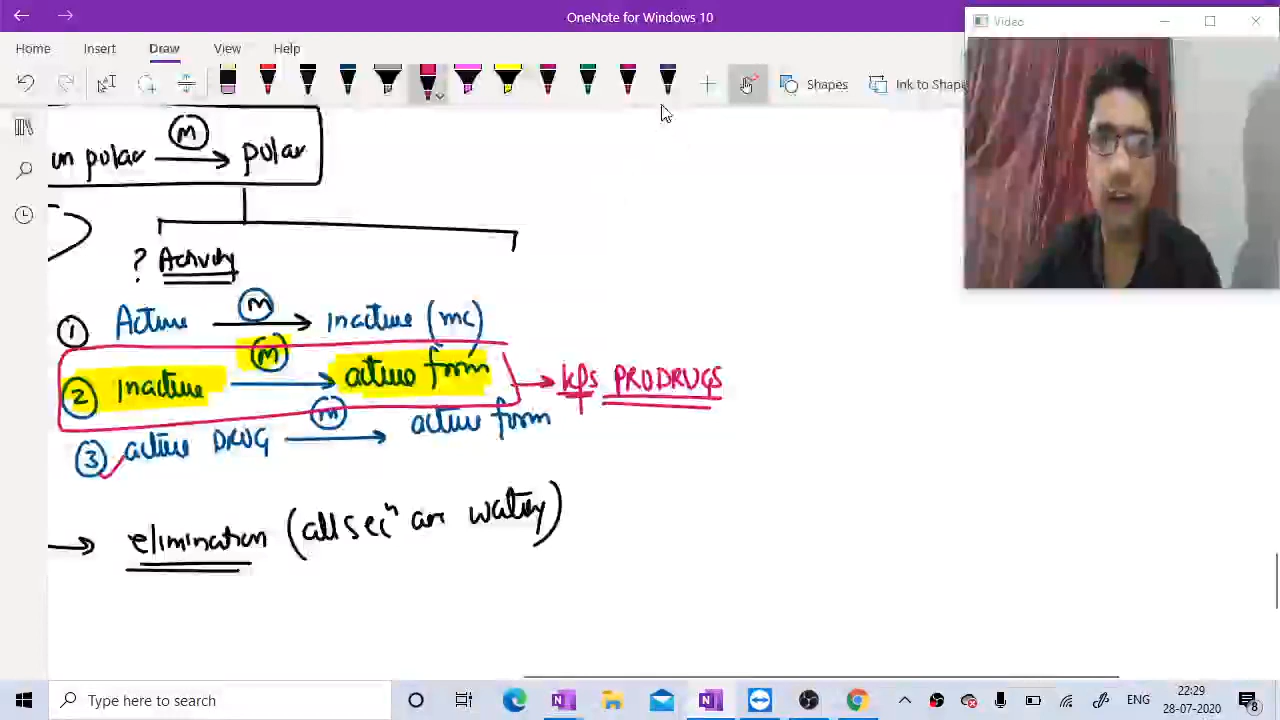 OneNote for Windows 10
Video
Home Insert Draw View Help
Shapes
Ink to Shape
un polar M polar
? Activity
1 Active M inactive (mc)
2 inactive M active form k/s PRODRUGS
3 active DRUG M active form
elimination (all secn are watery)
Type here to search
ENG
22:29
28-07-2020
8